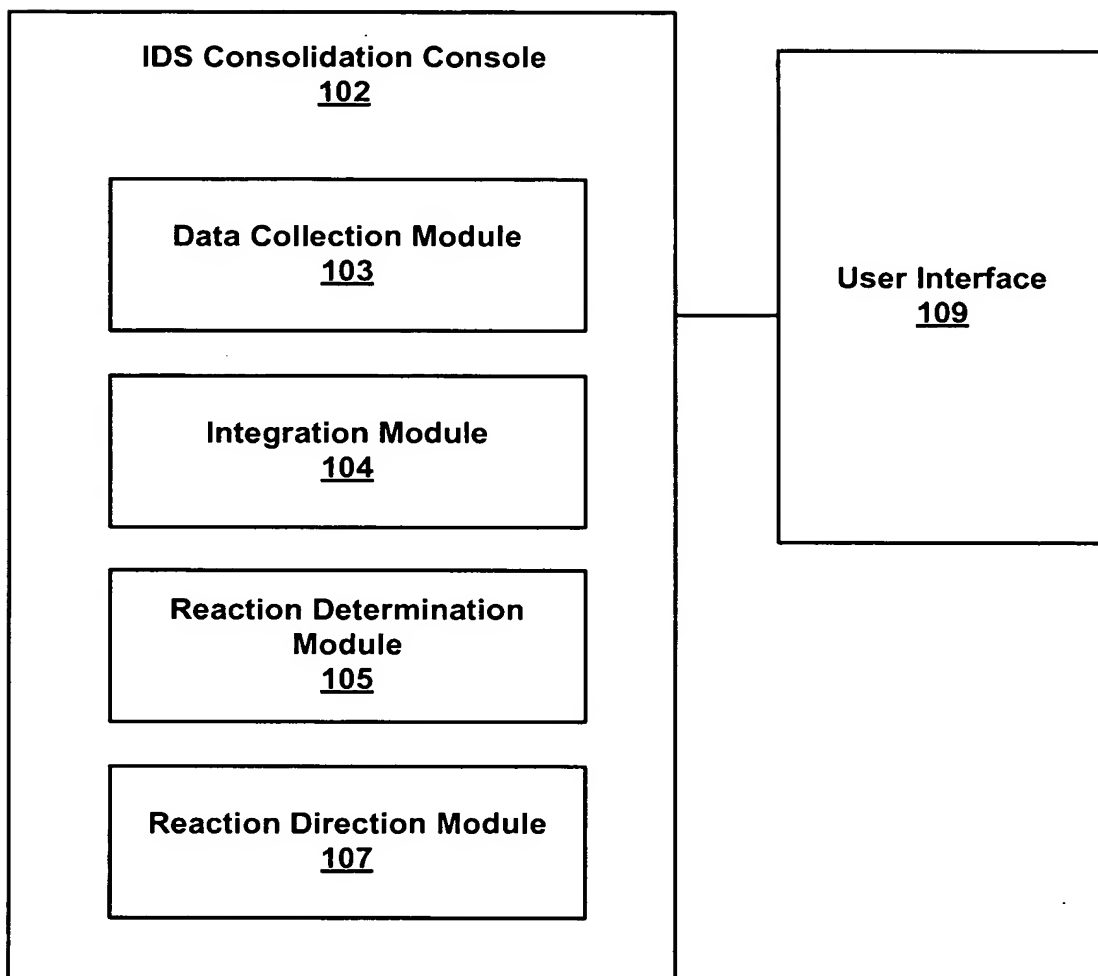 IDS Consolidation Console
102
Data Collection Module
103
User Interface
109
Integration Module
104
Reaction Determination
Module
105
Reaction Direction Module
107